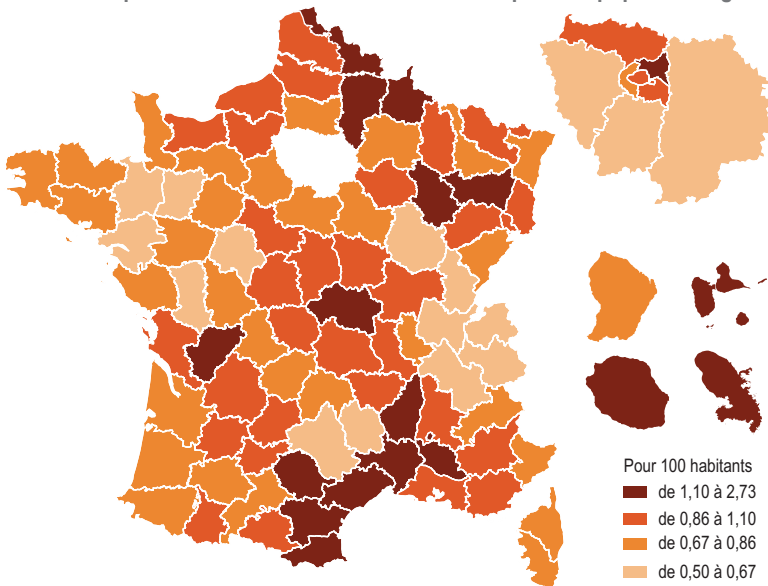 Pour 100 habitants
de 1,10 à 2,73
de 0,86 à 1,10
de 0,67 à 0,86
de 0,50 à 0,67